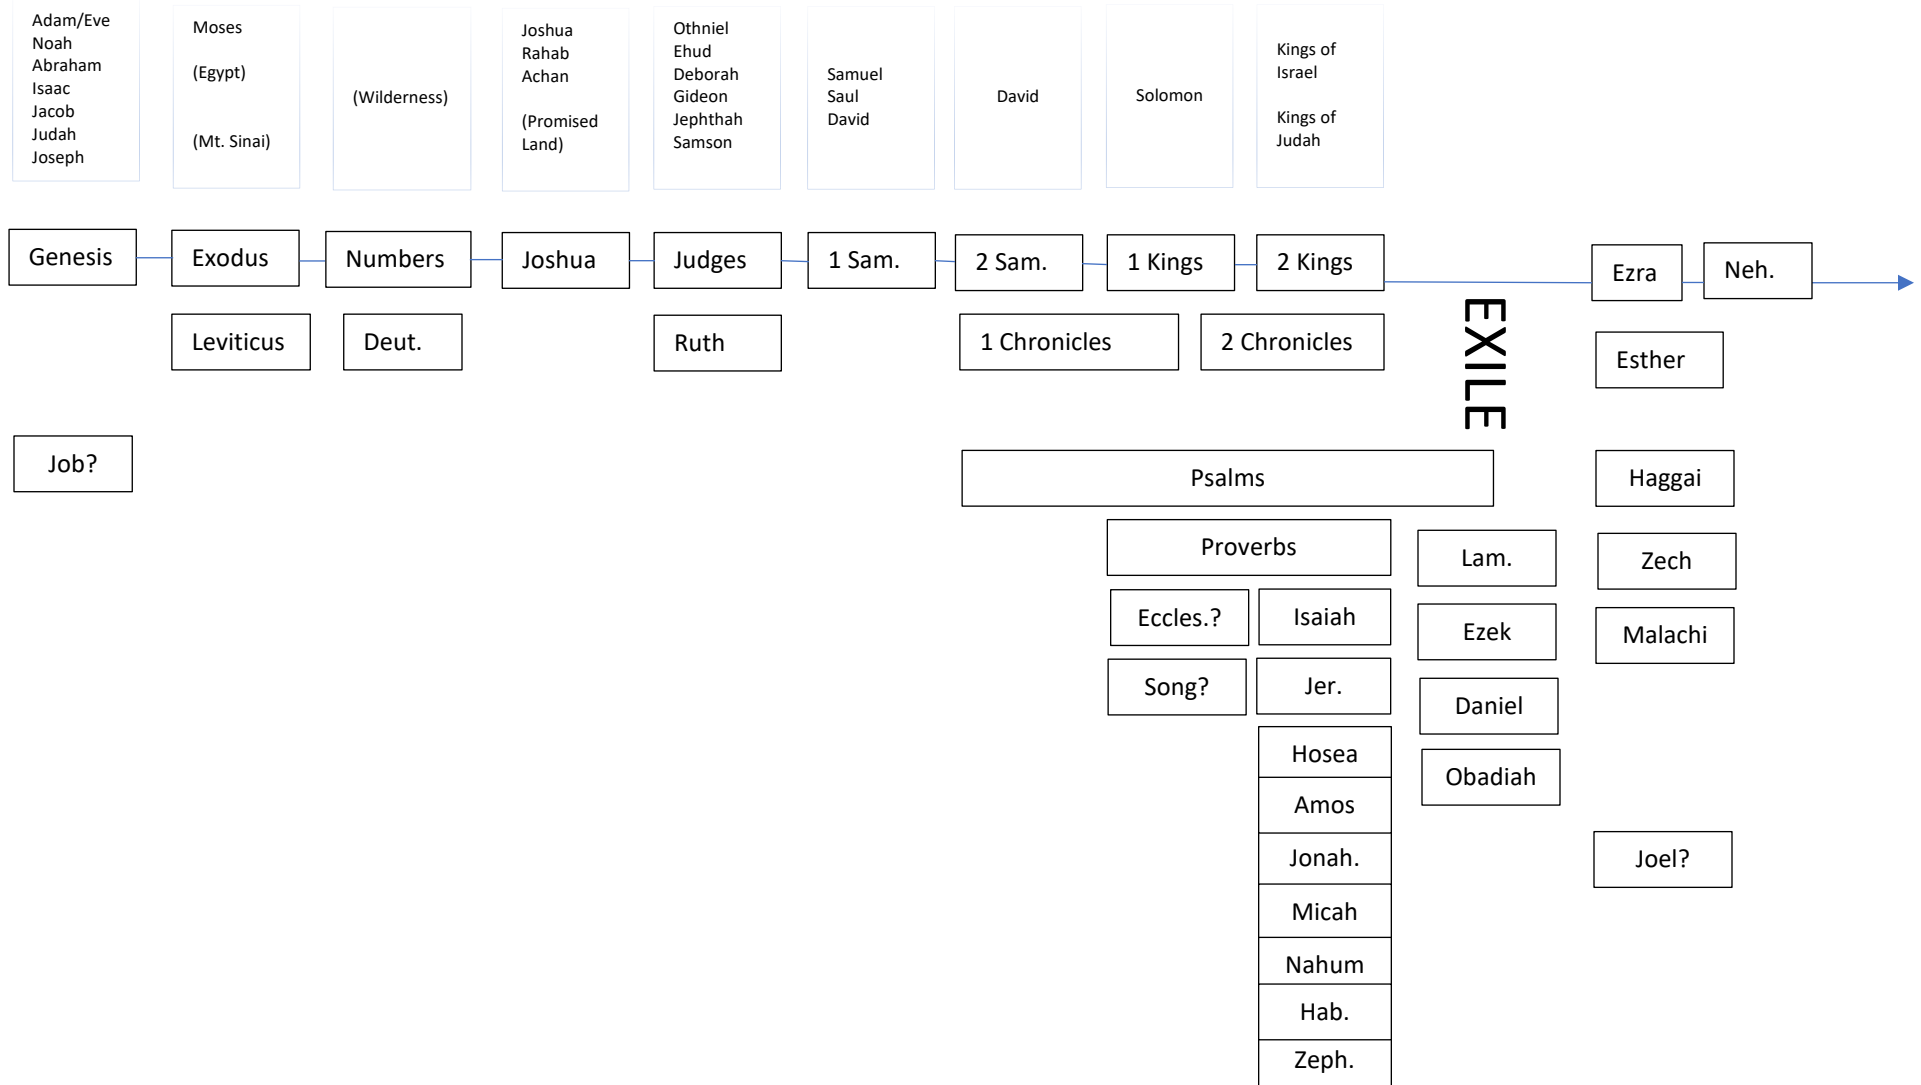 Adam/Eve
Noah
Abraham
Isaac
Jacob
Judah
Joseph
Moses
(Egypt)
(Mt. Sinai)
(Wilderness)
Joshua
Rahab
Achan
(Promised
Land)
Othniel
Ehud
Deborah
Gideon
Jephthah
Samson
Samuel
Saul
David
David
Solomon
Kings of
Israel
Kings of
Judah
Genesis
Exodus
Numbers
Joshua
Judges
1 Sam.
2 Sam.
1 Kings
2 Kings
Ezra
Neh.
Leviticus
Deut.
Ruth
1 Chronicles
2 Chronicles
EXILE
Esther
Job?
Psalms
Haggai
Proverbs
Lam.
Zech
Eccles.?
Isaiah
Ezek
Malachi
Song?
Jer.
Daniel
Hosea
Obadiah
Amos
Jonah.
Joel?
Micah
Nahum
Hab.
Zeph.